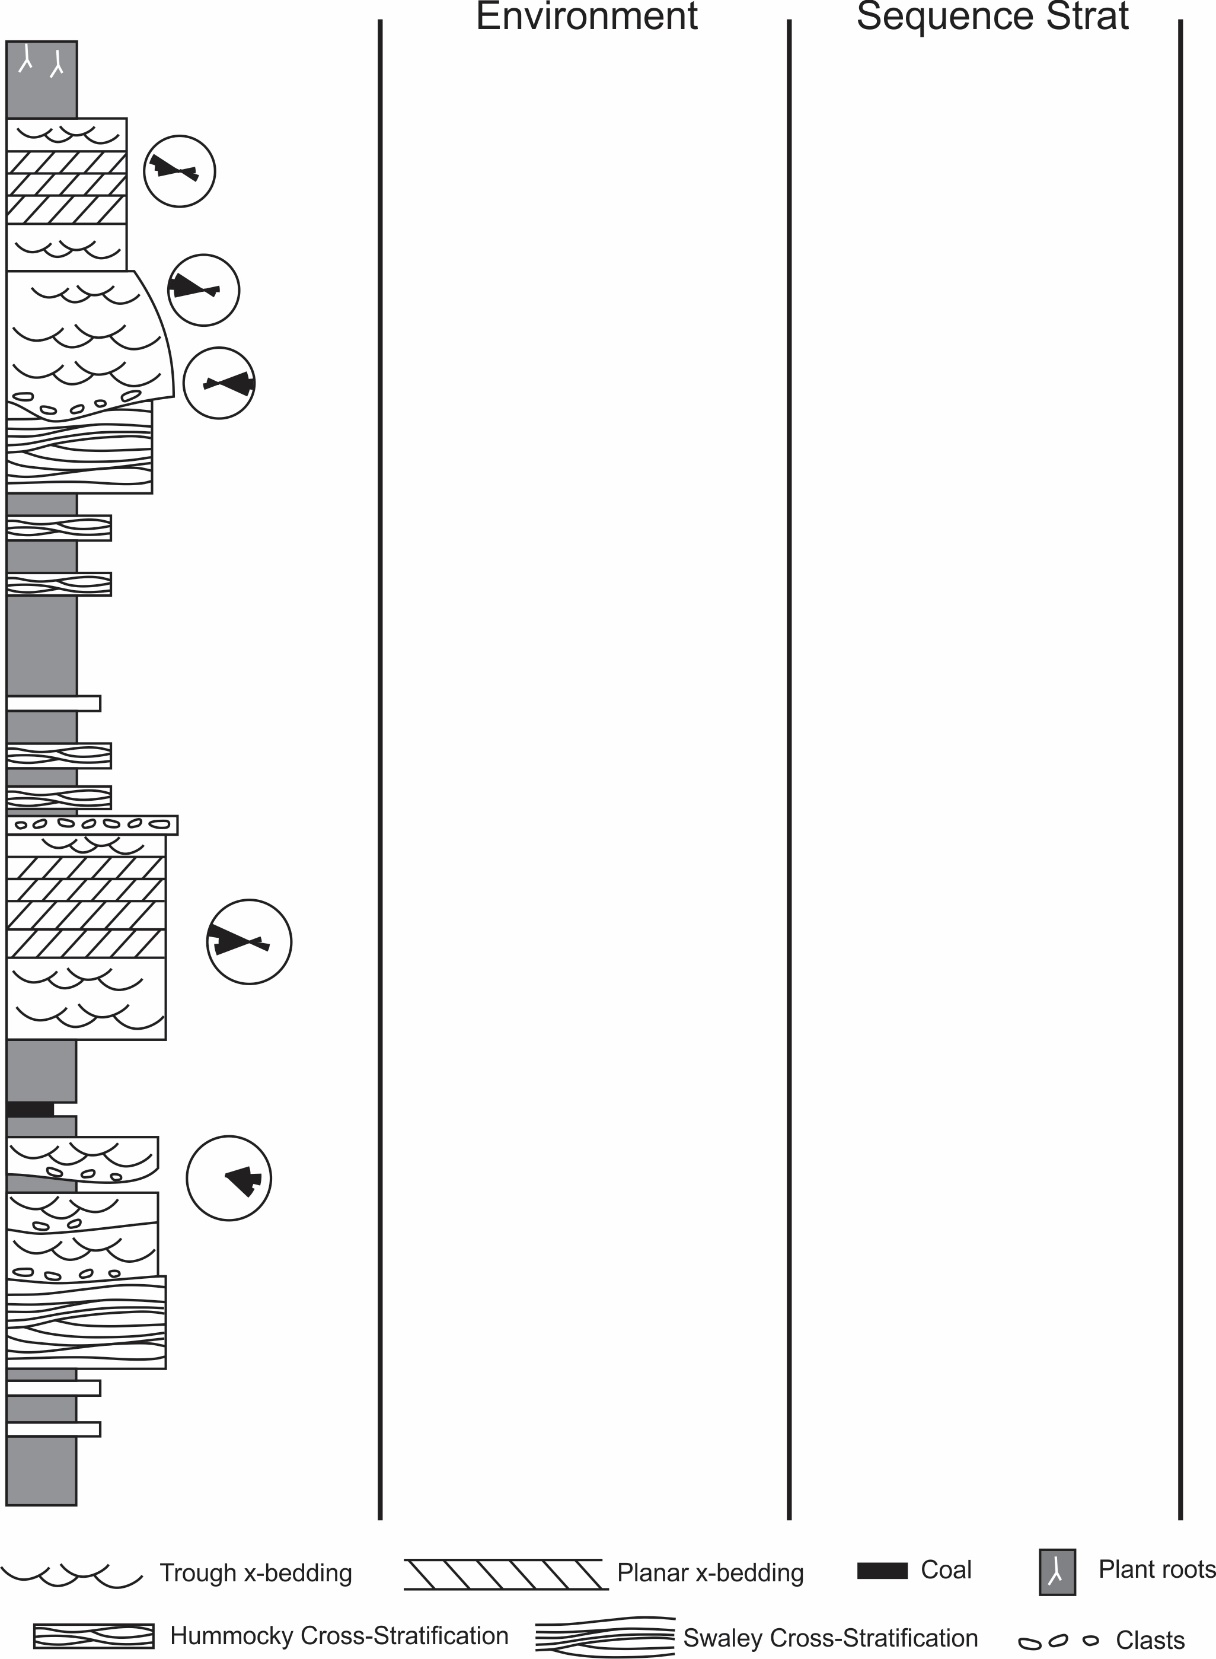 Environment
Sequence Strat
Trough x-bedding
Planar x-bedding
Coal
Plant roots
Hummocky Cross-Stratification
Swaley Cross-Stratification
Clasts